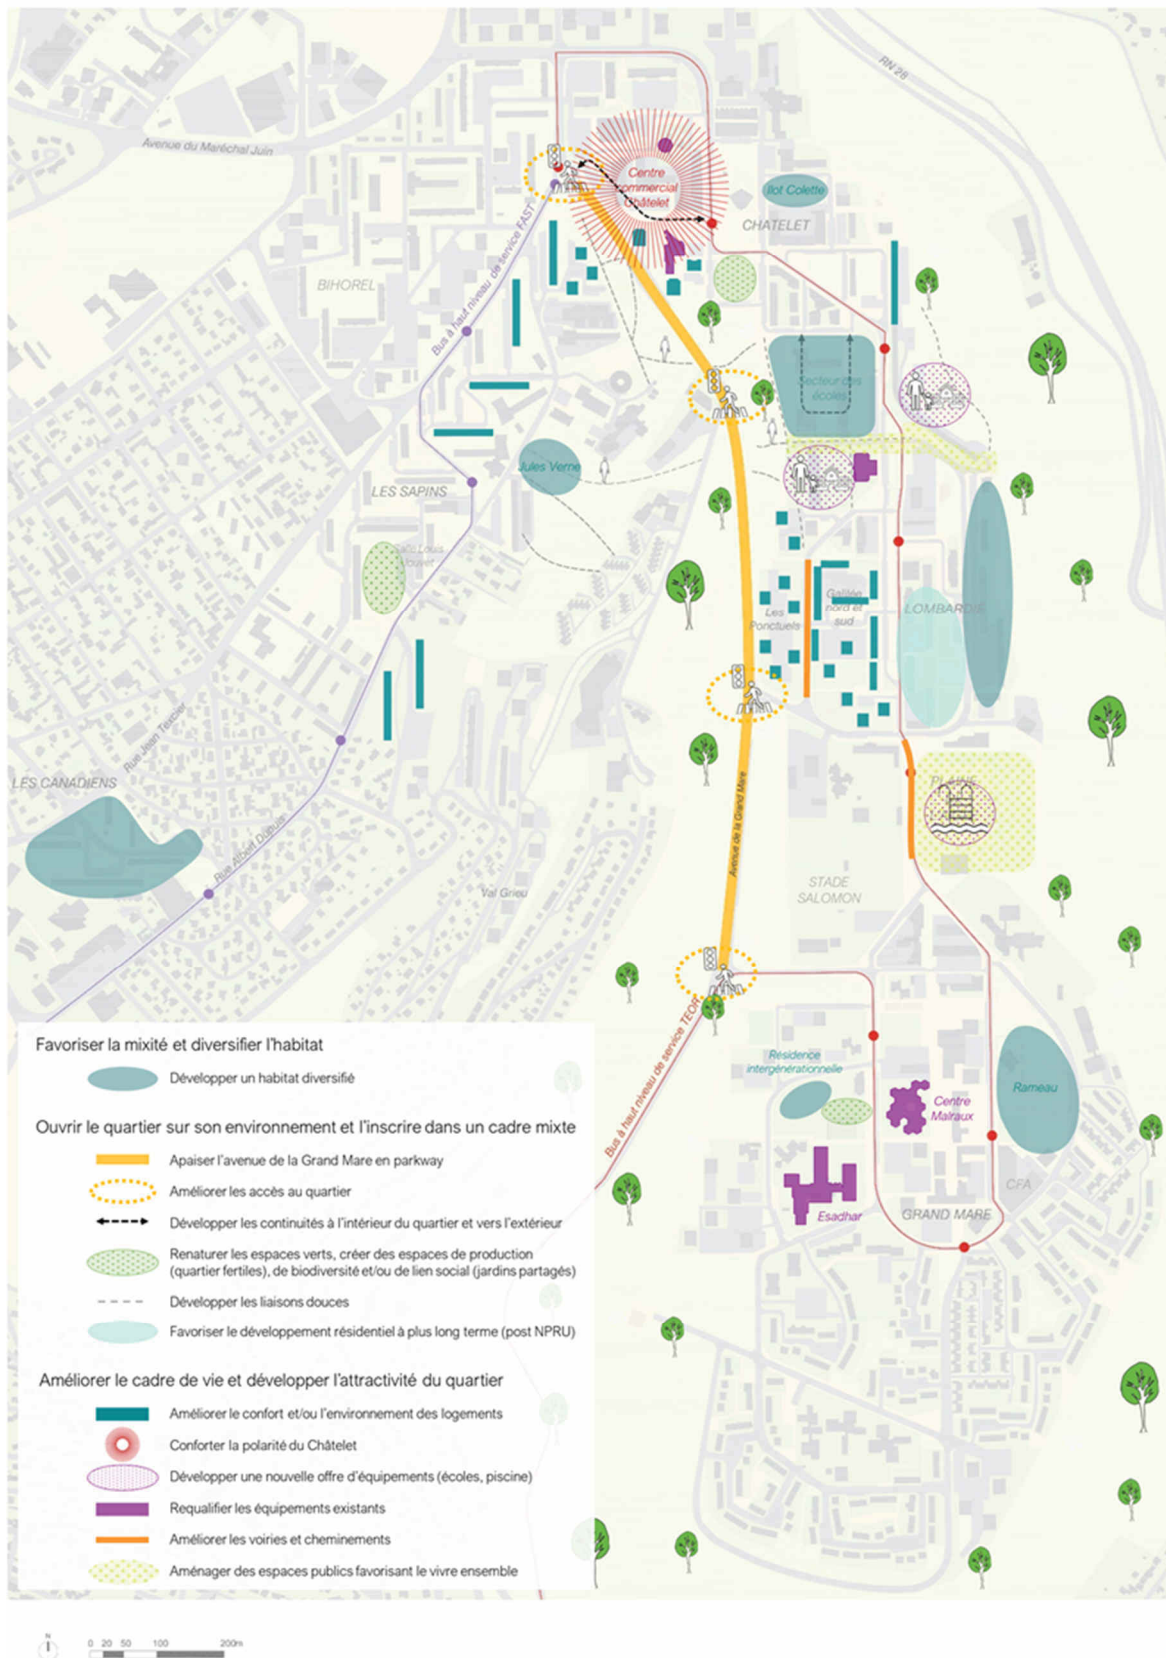 RN 28
Avenue du Maréchal Juin
Centre
commercial
Châtelet
Ilot Colette
CHATELET
Bus à haut niveau de service FAST
BIHOREL
Secteur des
écoles
Jules Verne
LES SAPINS
Salle Louis
Jouvet
Les
Ponctuels
Galilée
nord et
sud
LOMBARDIE
Rue Jean Texcier
LES CANADIENS
PLAINE
Avenue de la Grand Mare
Rue Albert Dupuis
STADE
SALOMON
Val Grieu
Bus à haut niveau de service TEOR
Résidence
intergénérationnelle
Centre
Malraux
Rameau
CFA
Esadhar
GRAND MARE
Favoriser la mixité et diversifier l'habitat
Développer un habitat diversifié
Ouvrir le quartier sur son environnement et l'inscrire dans un cadre mixte
Apaiser l'avenue de la Grand Mare en parkway
Améliorer les accès au quartier
Développer les continuités à l'intérieur du quartier et vers l'extérieur
Renaturer les espaces verts, créer des espaces de production
(quartier fertiles), de biodiversité et/ou de lien social (jardins partagés)
Développer les liaisons douces
Favoriser le développement résidentiel à plus long terme (post NPRU)
Améliorer le cadre de vie et développer l'attractivité du quartier
Améliorer le confort et/ou l'environnement des logements
Conforter la polarité du Châtelet
Développer une nouvelle offre d'équipements (écoles, piscine)
Requalifier les équipements existants
Améliorer les voiries et cheminements
Aménager des espaces publics favorisant le vivre ensemble
N
0 20 50 100 200m